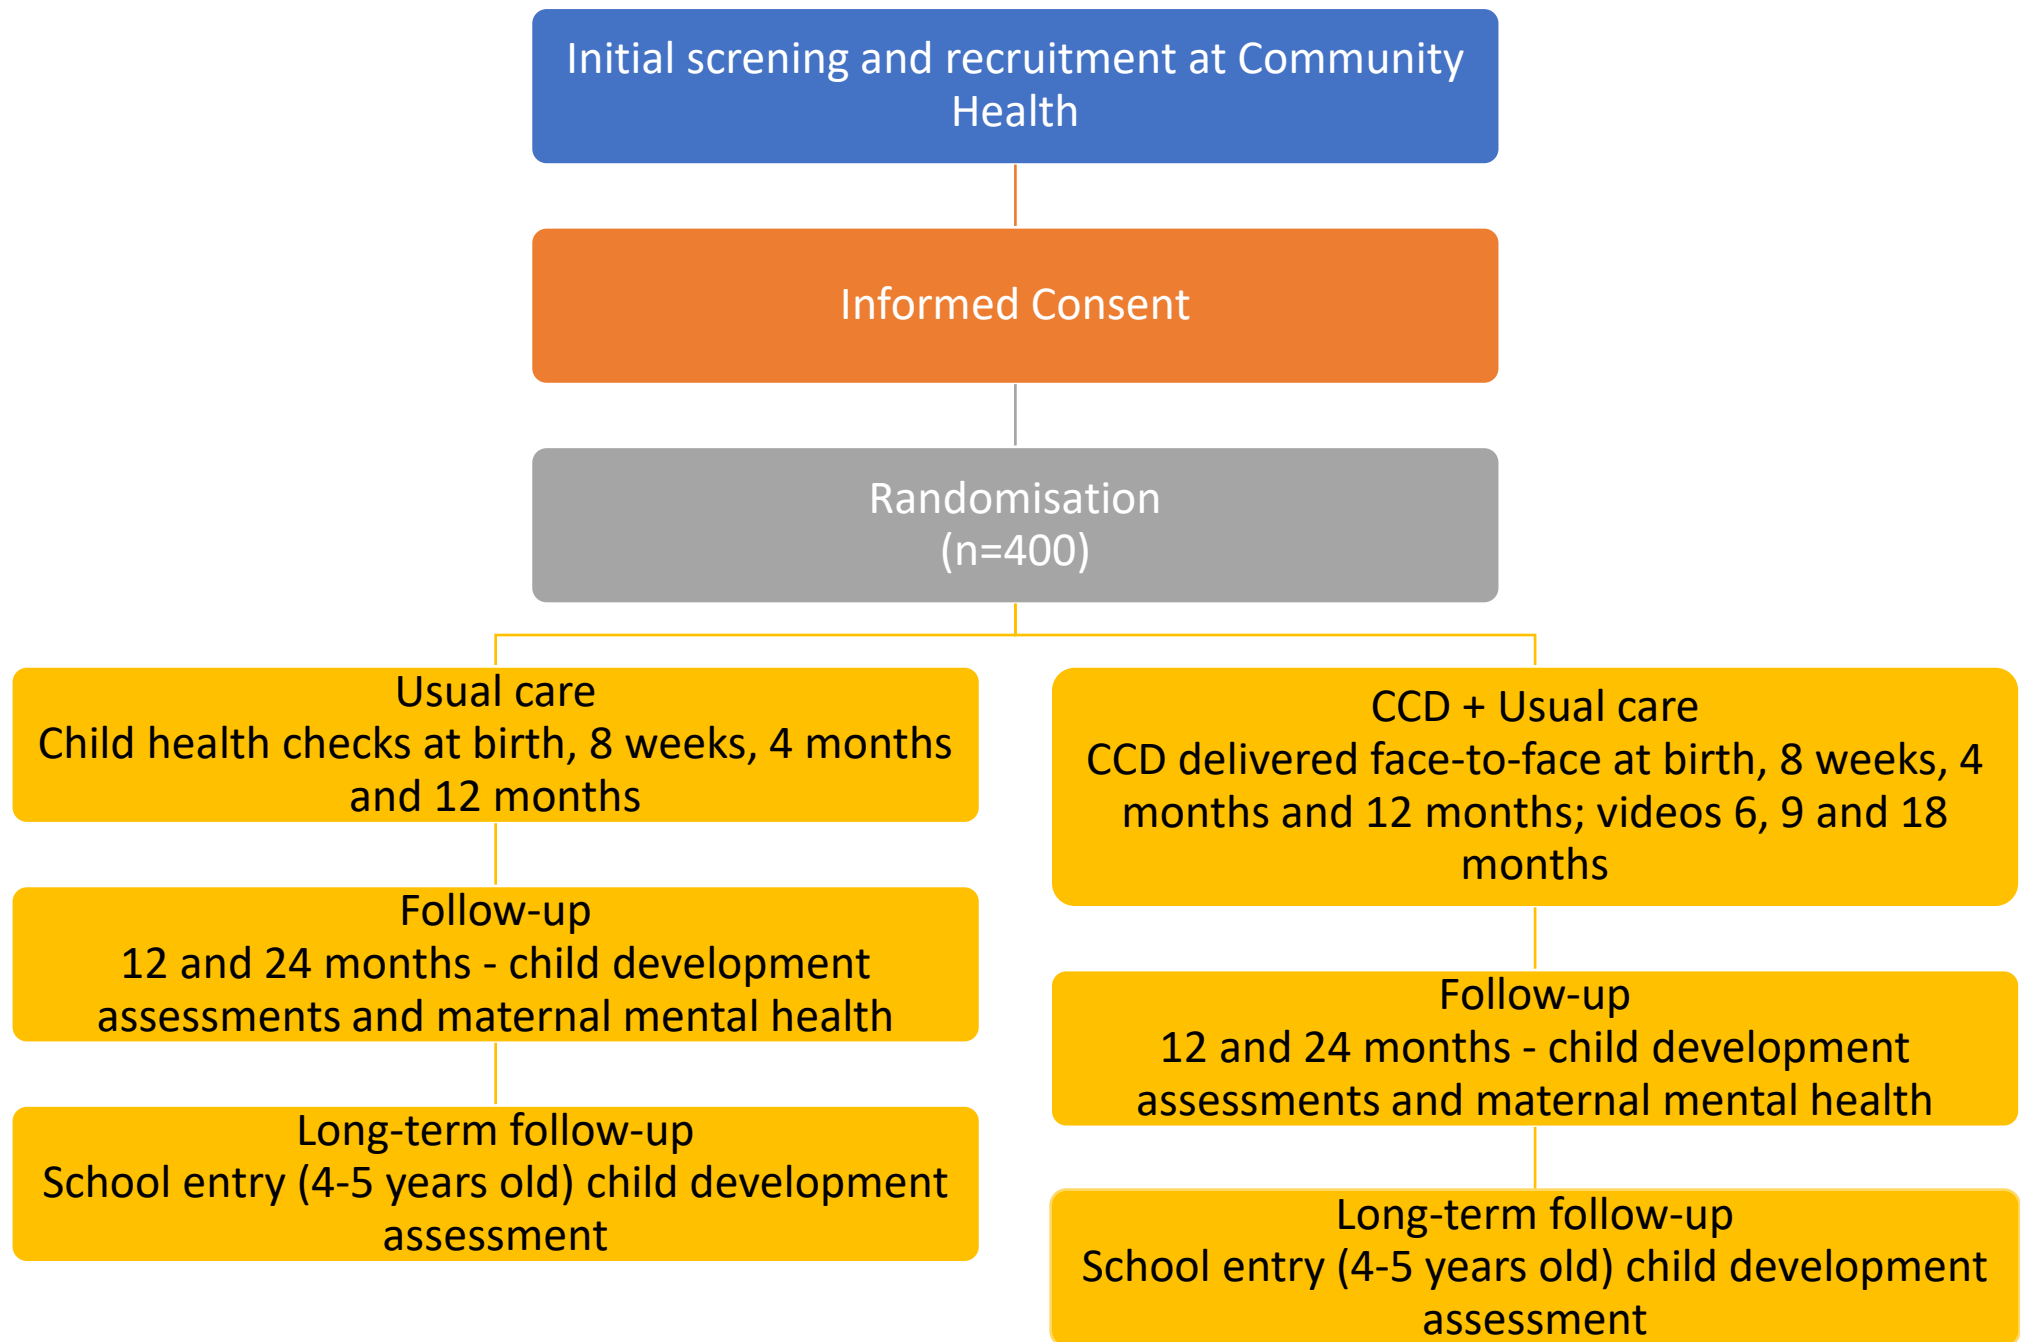 Initial screning and recruitment at Community
Health
Informed Consent
Randomisation
(n=400)
Usual care
Child health checks at birth, 8 weeks, 4 months
and 12 months
Follow-up
12 and 24 months - child development
assessments and maternal mental health
Long-term follow-up
School entry (4-5 years old) child development
assessment
CCD + Usual care
CCD delivered face-to-face at birth, 8 weeks, 4
months and 12 months; videos 6, 9 and 18
months
Follow-up
12 and 24 months - child development
assessments and maternal mental health
Long-term follow-up
School entry (4-5 years old) child development
assessment